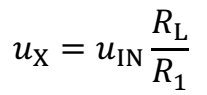 u_X = u_IN R_L / R_1